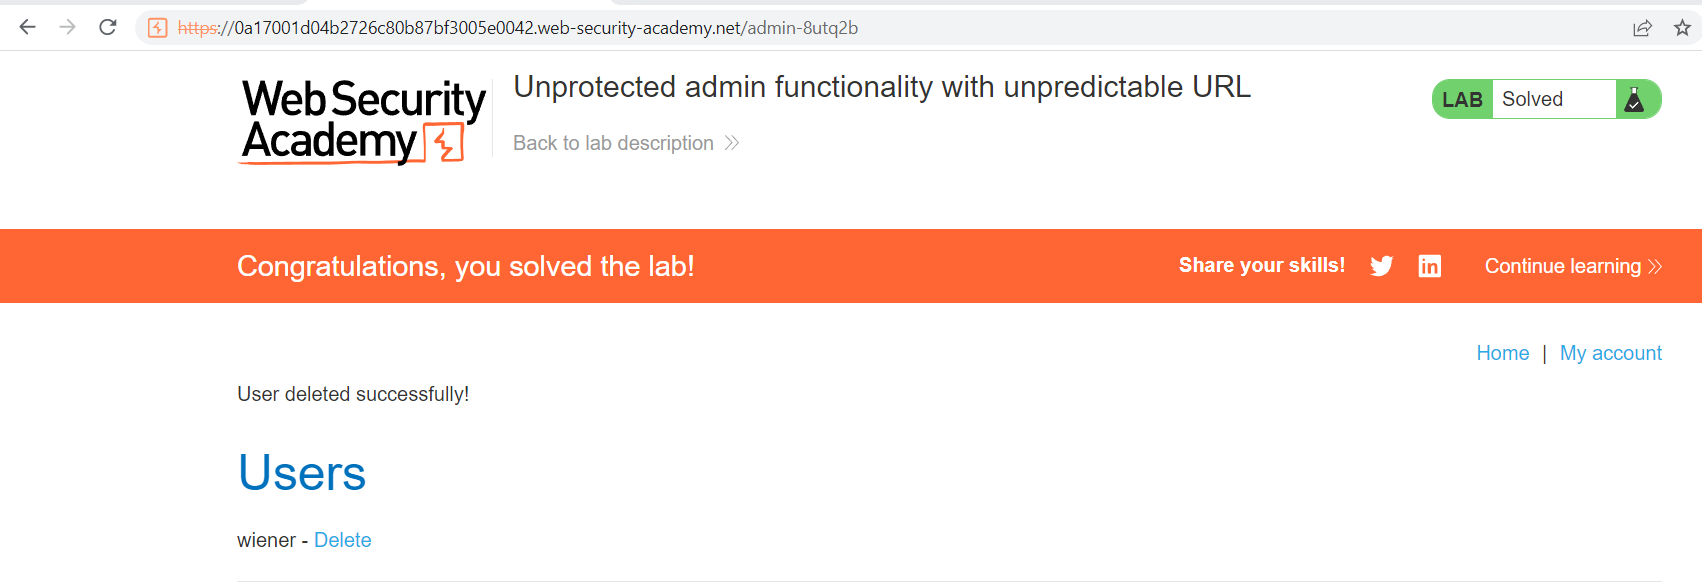 https://0a17001d04b2726c80b87bf3005e0042.web-security-academy.net/admin-8utq2b
Web Security
Academy
Unprotected admin functionality with unpredictable URL
Back to lab description
LAB Solved
Congratulations, you solved the lab!
Share your skills!
Continue learning
Home | My account
User deleted successfully!
Users
wiener - Delete